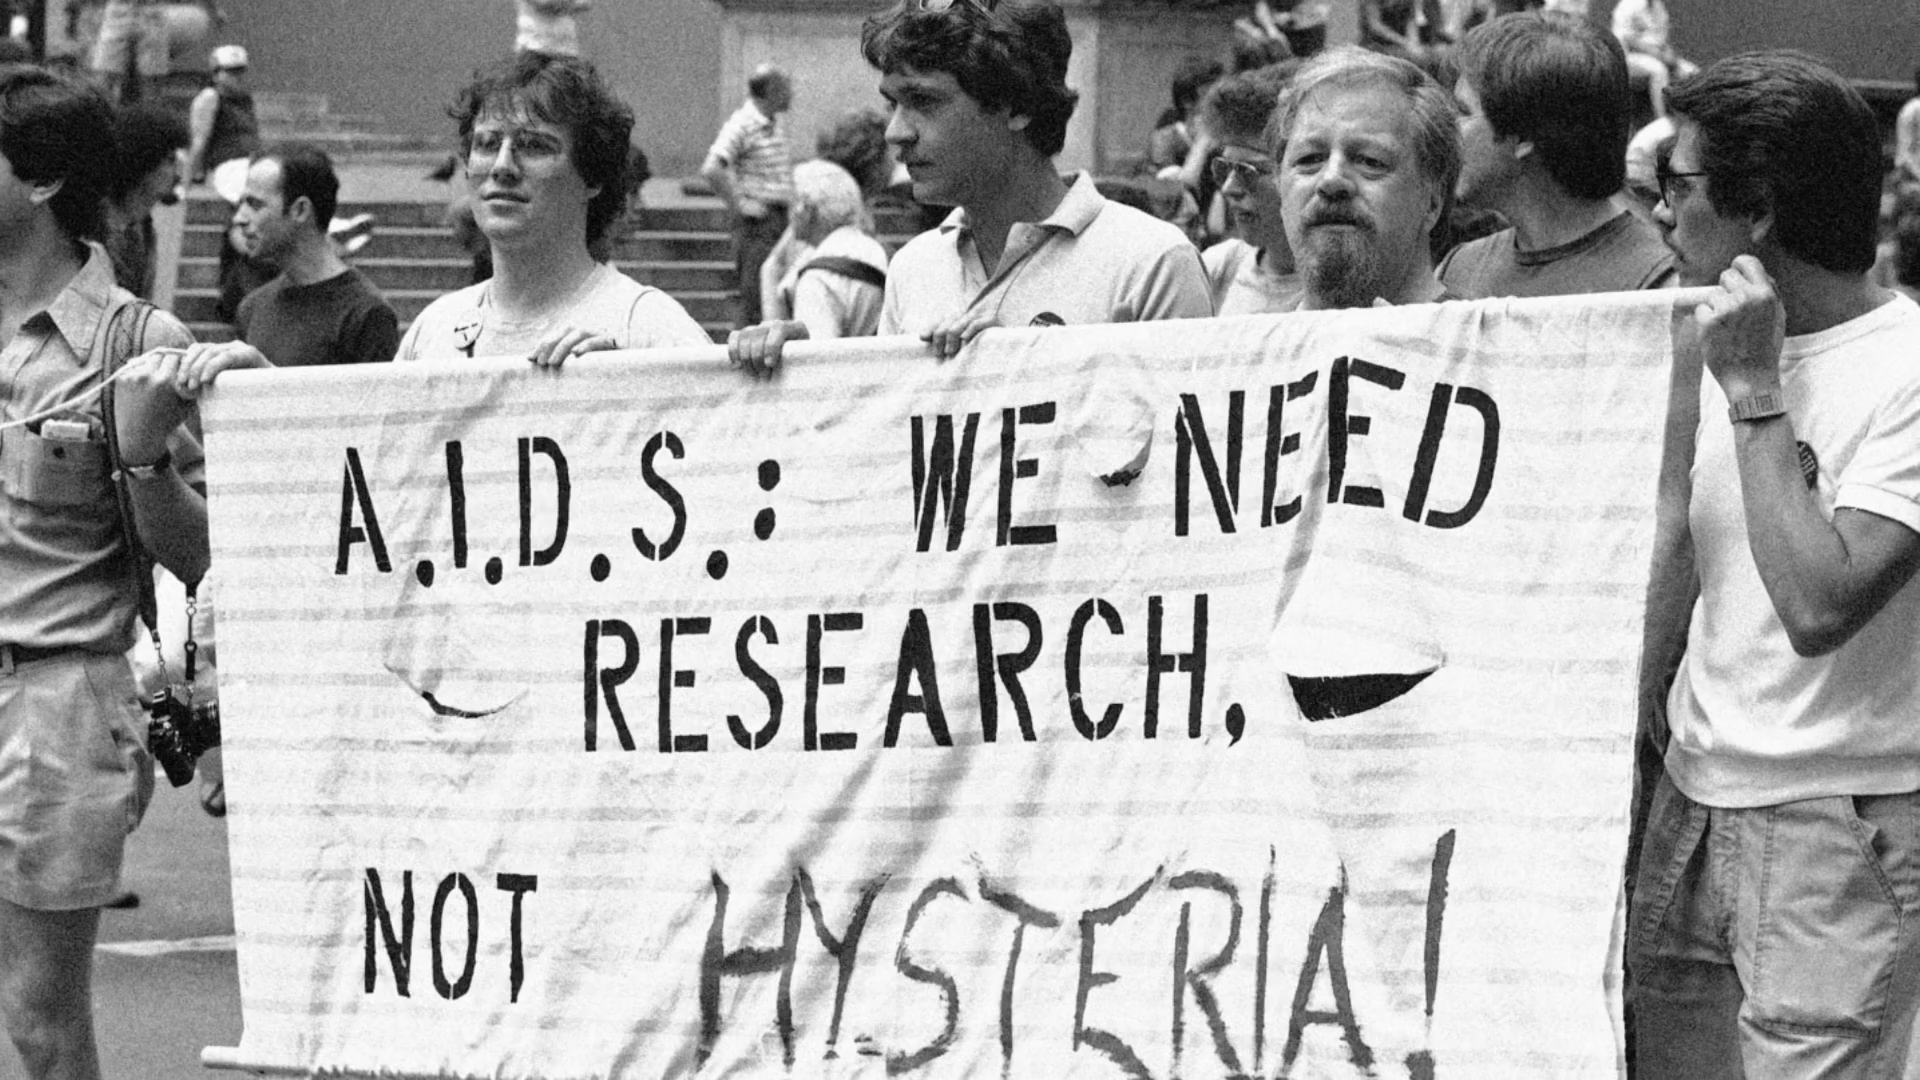 A.I.D.S.: WE NEED
RESEARCH,
NOT HYSTERIA!